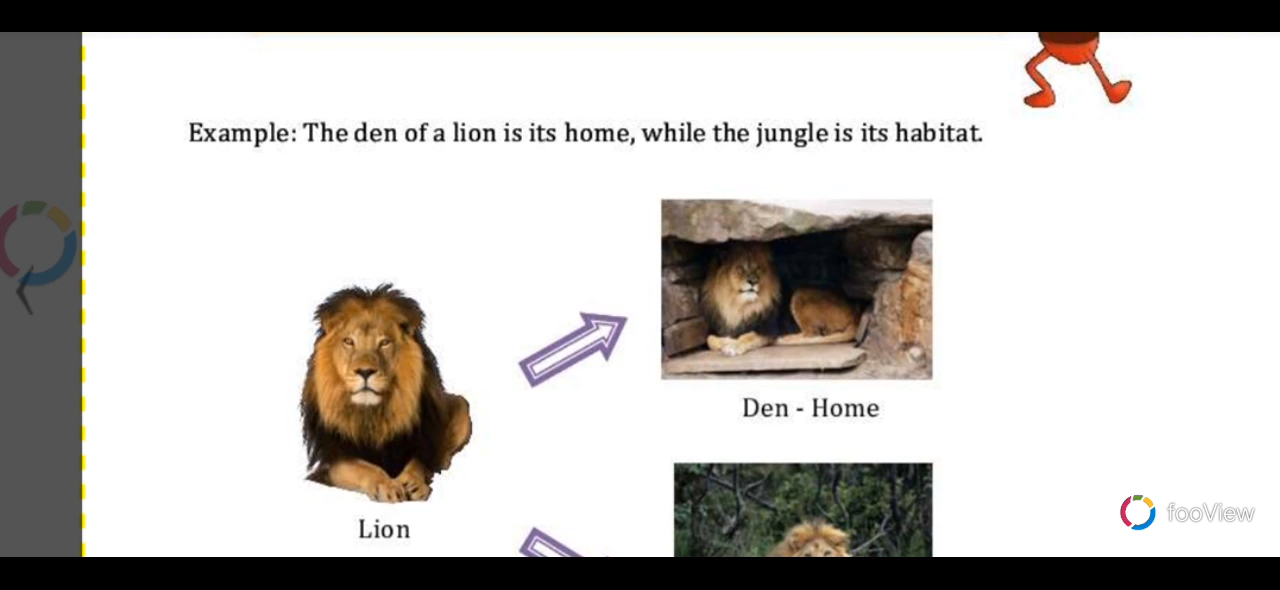 Example: The den of a lion is its home, while the jungle is its habitat.
Den - Home
Lion
fooView